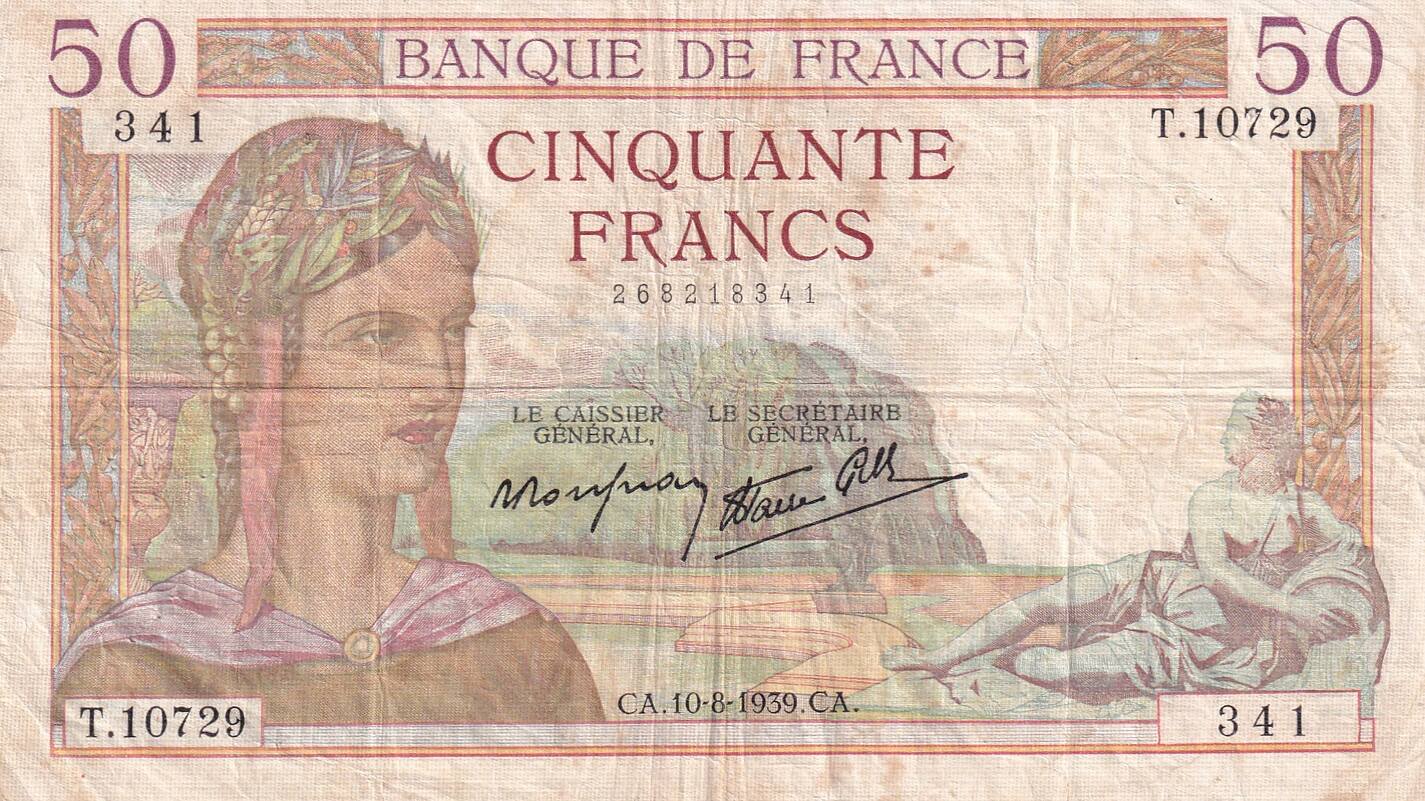 50 BANQUE DE FRANCE 50
341 T.10729
CINQUANTE
FRANCS
268218341
LE CAISSIER
GÉNÉRAL,
LE SECRÉTAIRE
GÉNÉRAL,
CA.10-8-1939.CA.
T.10729 341